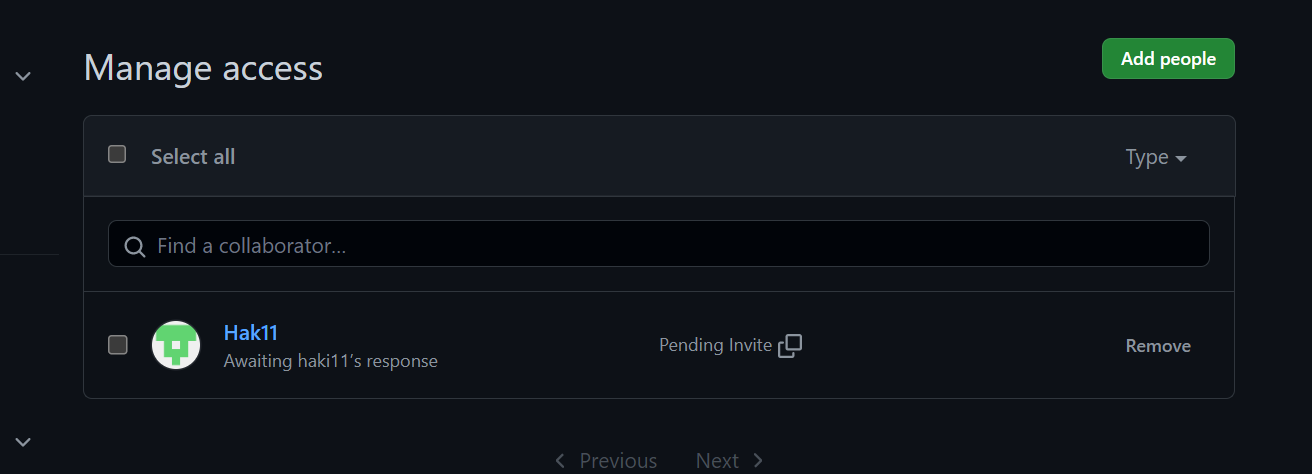 Manage access
Add people
Select all
Type
Find a collaborator...
Hak11
Awaiting haki11's response
Pending Invite
Remove
Previous
Next